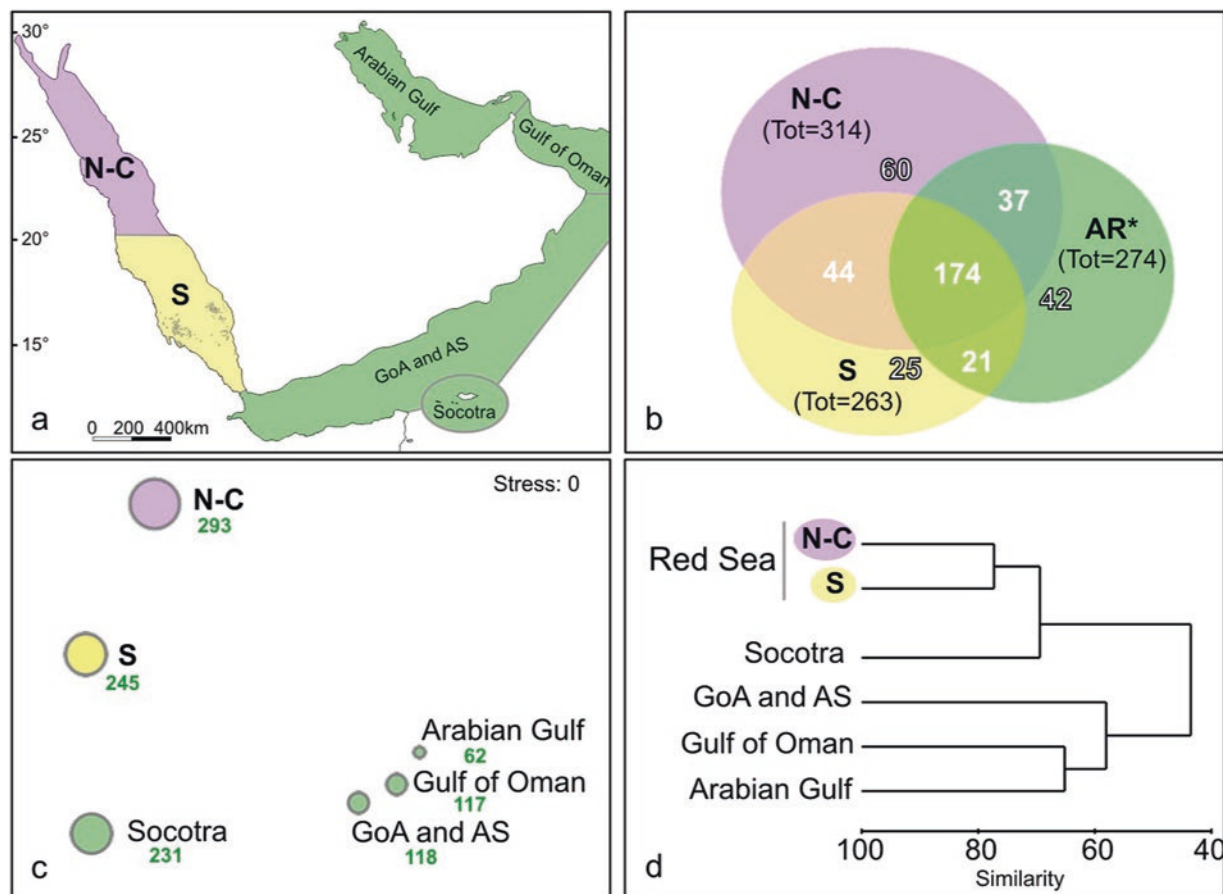 30°
25°
20°
15°
Arabian Gulf
Gulf of Oman
N-C
S
GoA and AS
Socotra
0 200 400km
a
N-C
(Tot=314)
60
37
AR*
(Tot=274)
44
174
42
S
25
21
(Tot=263)
b
Stress: 0
N-C
293
S
245
Arabian Gulf
62
Gulf of Oman
117
GoA and AS
118
Socotra
231
c
Red Sea
N-C
S
Socotra
GoA and AS
Gulf of Oman
Arabian Gulf
100 80 60 40
Similarity
d